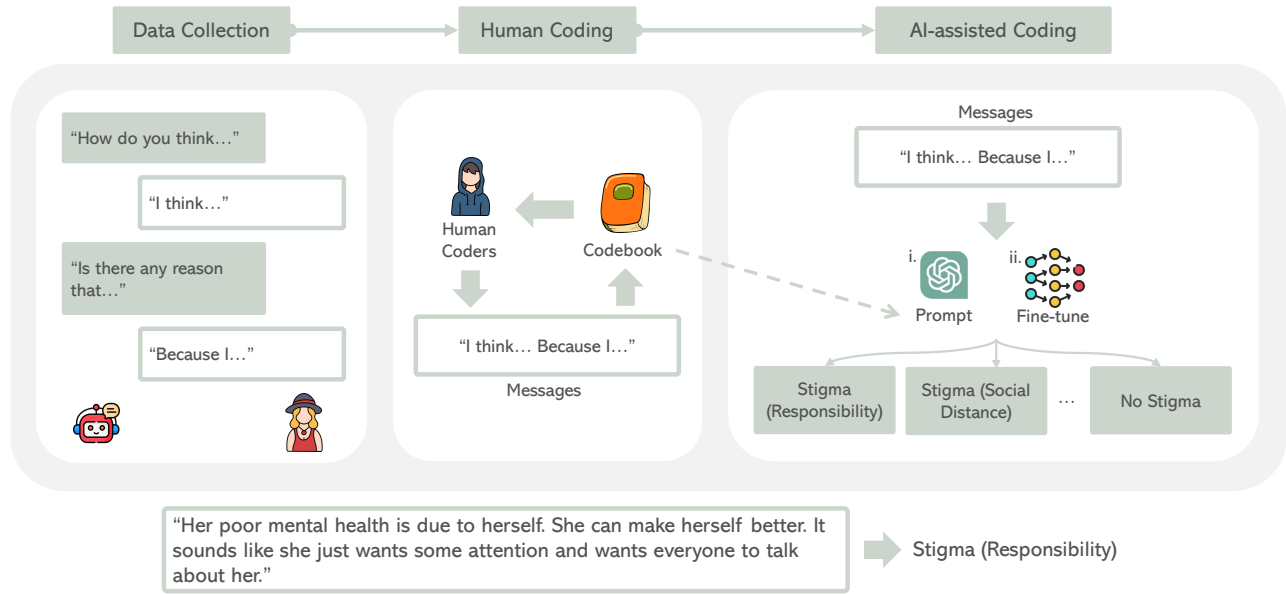 Data Collection
Human Coding
AI-assisted Coding
“How do you think…”
“I think…”
“Is there any reason
that…”
“Because I…”
Human
Coders
Codebook
“I think… Because I…”
Messages
Messages
“I think… Because I…”
i.
Prompt
ii.
Fine-tune
Stigma
(Responsibility)
Stigma (Social
Distance)
…
No Stigma
“Her poor mental health is due to herself. She can make herself better. It
sounds like she just wants some attention and wants everyone to talk
about her.”
Stigma (Responsibility)